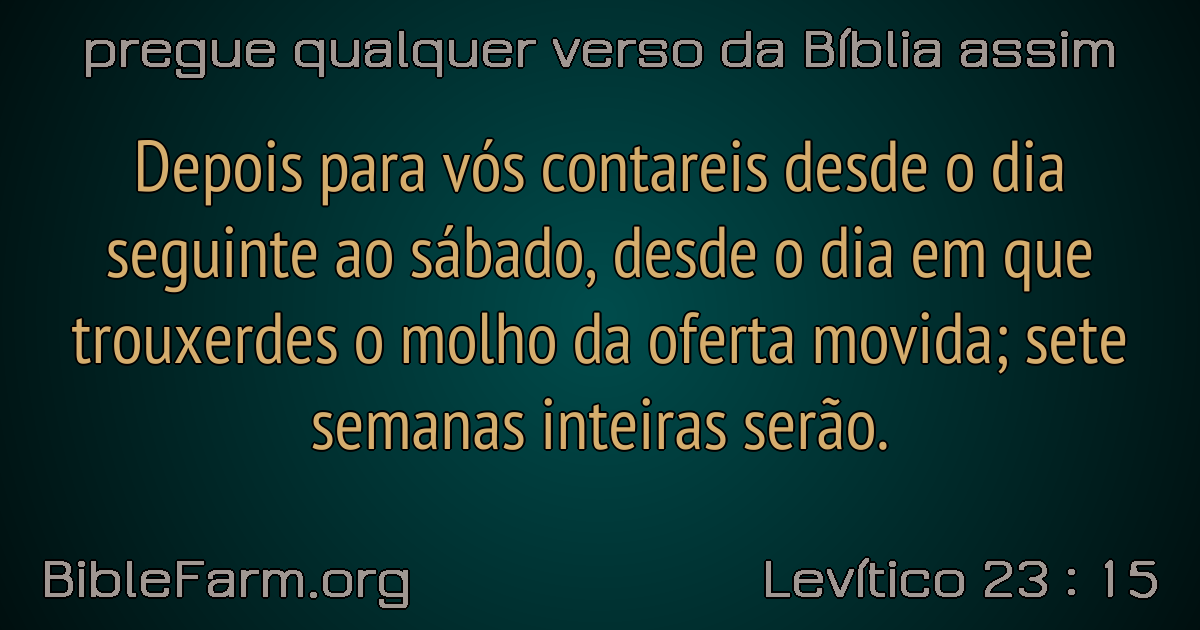 pregue qualquer verso da Bíblia assim
Depois para vós contareis desde o dia
seguinte ao sábado, desde o dia em que
trouxerdes o molho da oferta movida; sete
semanas inteiras serão.
BibleFarm.org
Levítico 23 : 15